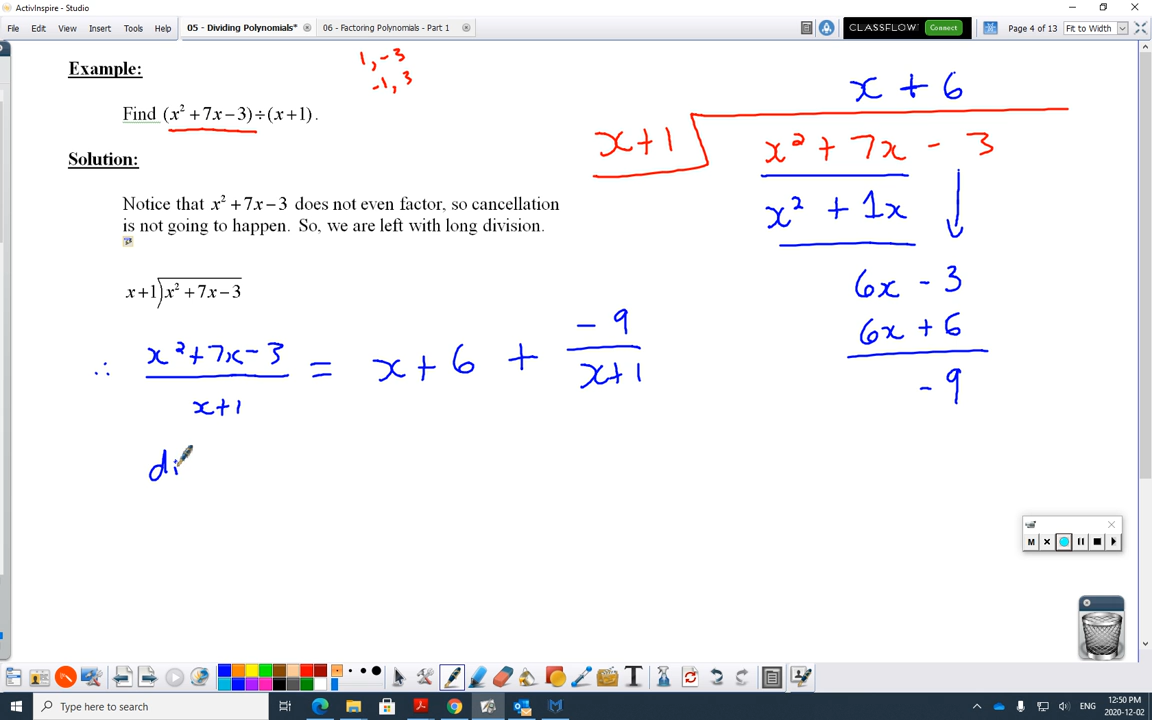 ActivInspire - Studio
File Edit View Insert Tools Help
05 - Dividing Polynomials* 06 - Factoring Polynomials - Part 1
CLASSFLOW Connect
Page 4 of 13 Fit to Width
Example:
1, -3
-1, 3
Find (x² + 7x − 3) ÷ (x + 1).
Solution:
Notice that x² + 7x − 3 does not even factor, so cancellation
is not going to happen. So, we are left with long division.
x + 1 ) x² + 7x − 3
∴ x² + 7x − 3 / x + 1 = x + 6 + −9 / x + 1
di
x + 6
x + 1 x² + 7x − 3
x² + 1x
6x − 3
6x + 6
− 9
M
T
Type here to search
ENG
12:50 PM
2020-12-02